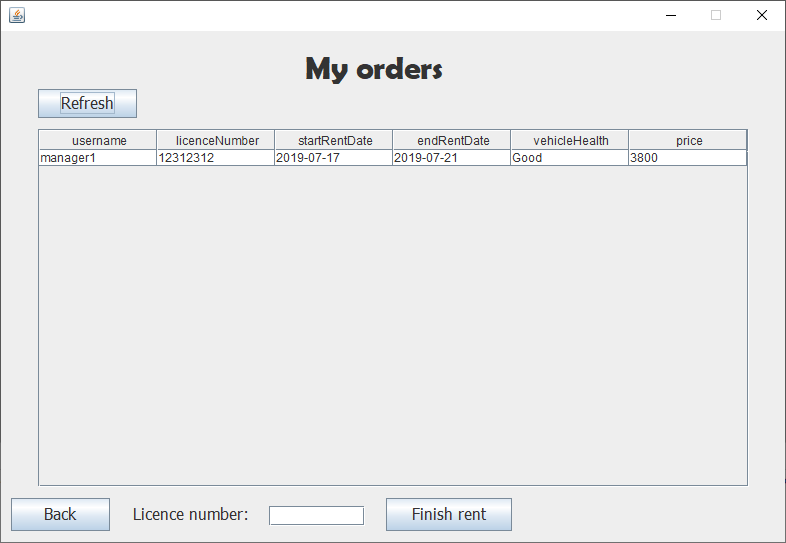 My orders
Refresh
username licenceNumber startRentDate endRentDate vehicleHealth price
manager1 12312312 2019-07-17 2019-07-21 Good 3800
Back Licence number: Finish rent